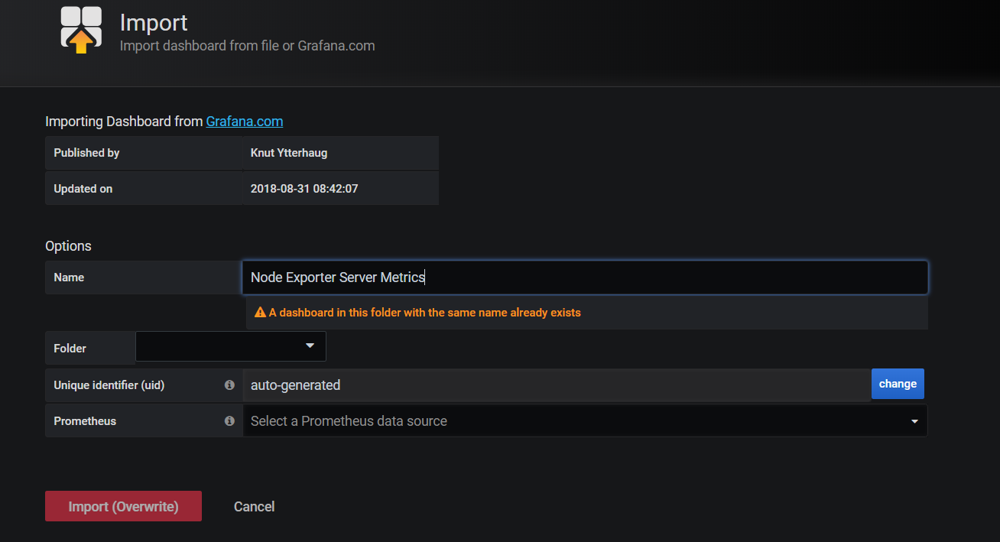 Import
Import dashboard from file or Grafana.com
Importing Dashboard from Grafana.com
Published by Knut Ytterhaug
Updated on 2018-08-31 08:42:07
Options
Name Node Exporter Server Metrics
A dashboard in this folder with the same name already exists
Folder
Unique identifier (uid) auto-generated change
Prometheus Select a Prometheus data source
Import (Overwrite) Cancel